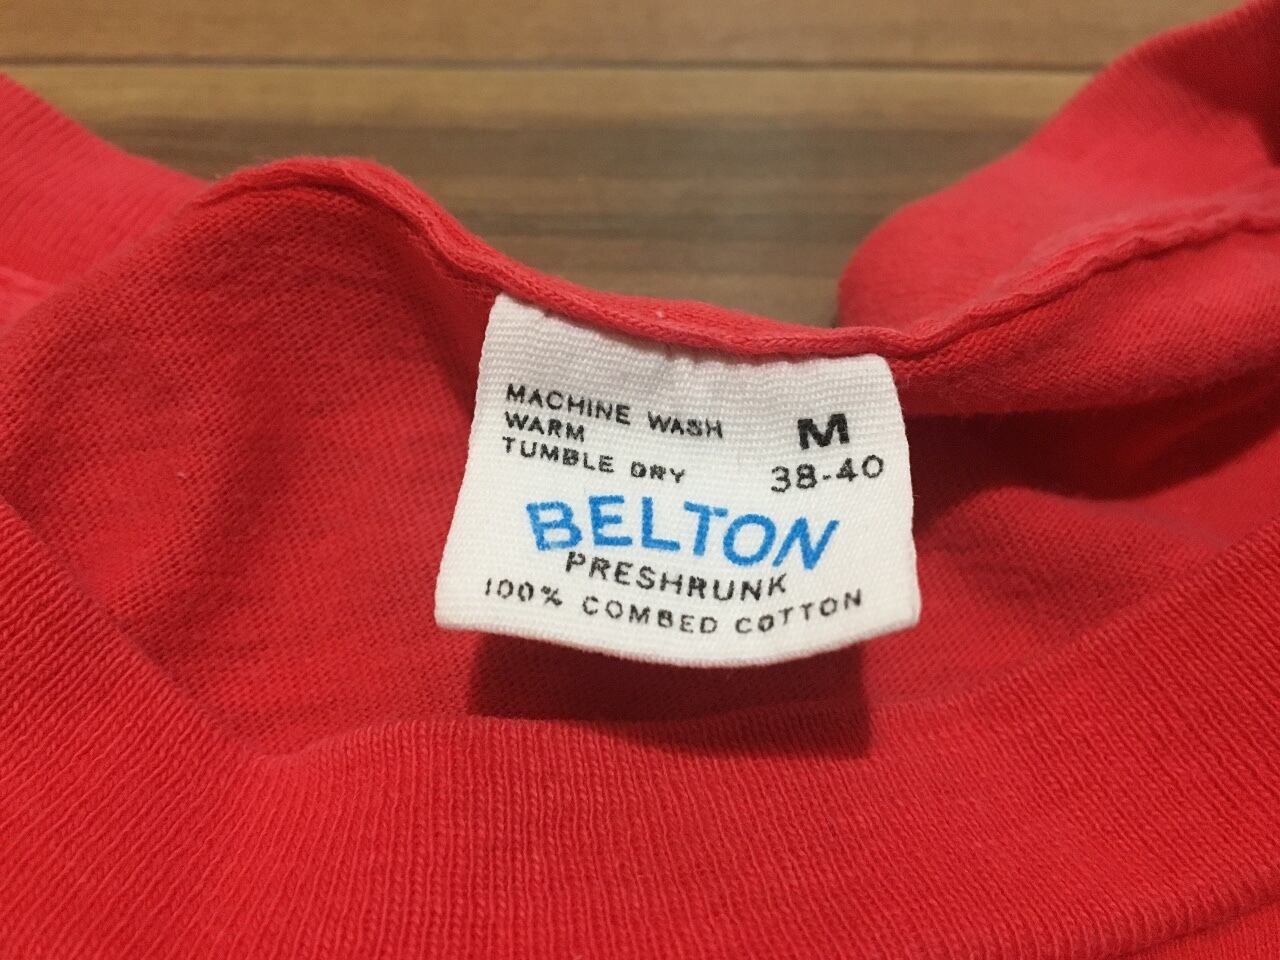 MACHINE WASH
WARM
TUMBLE DRY
M
38-40
BELTON
PRESHRUNK
100% COMBED COTTON